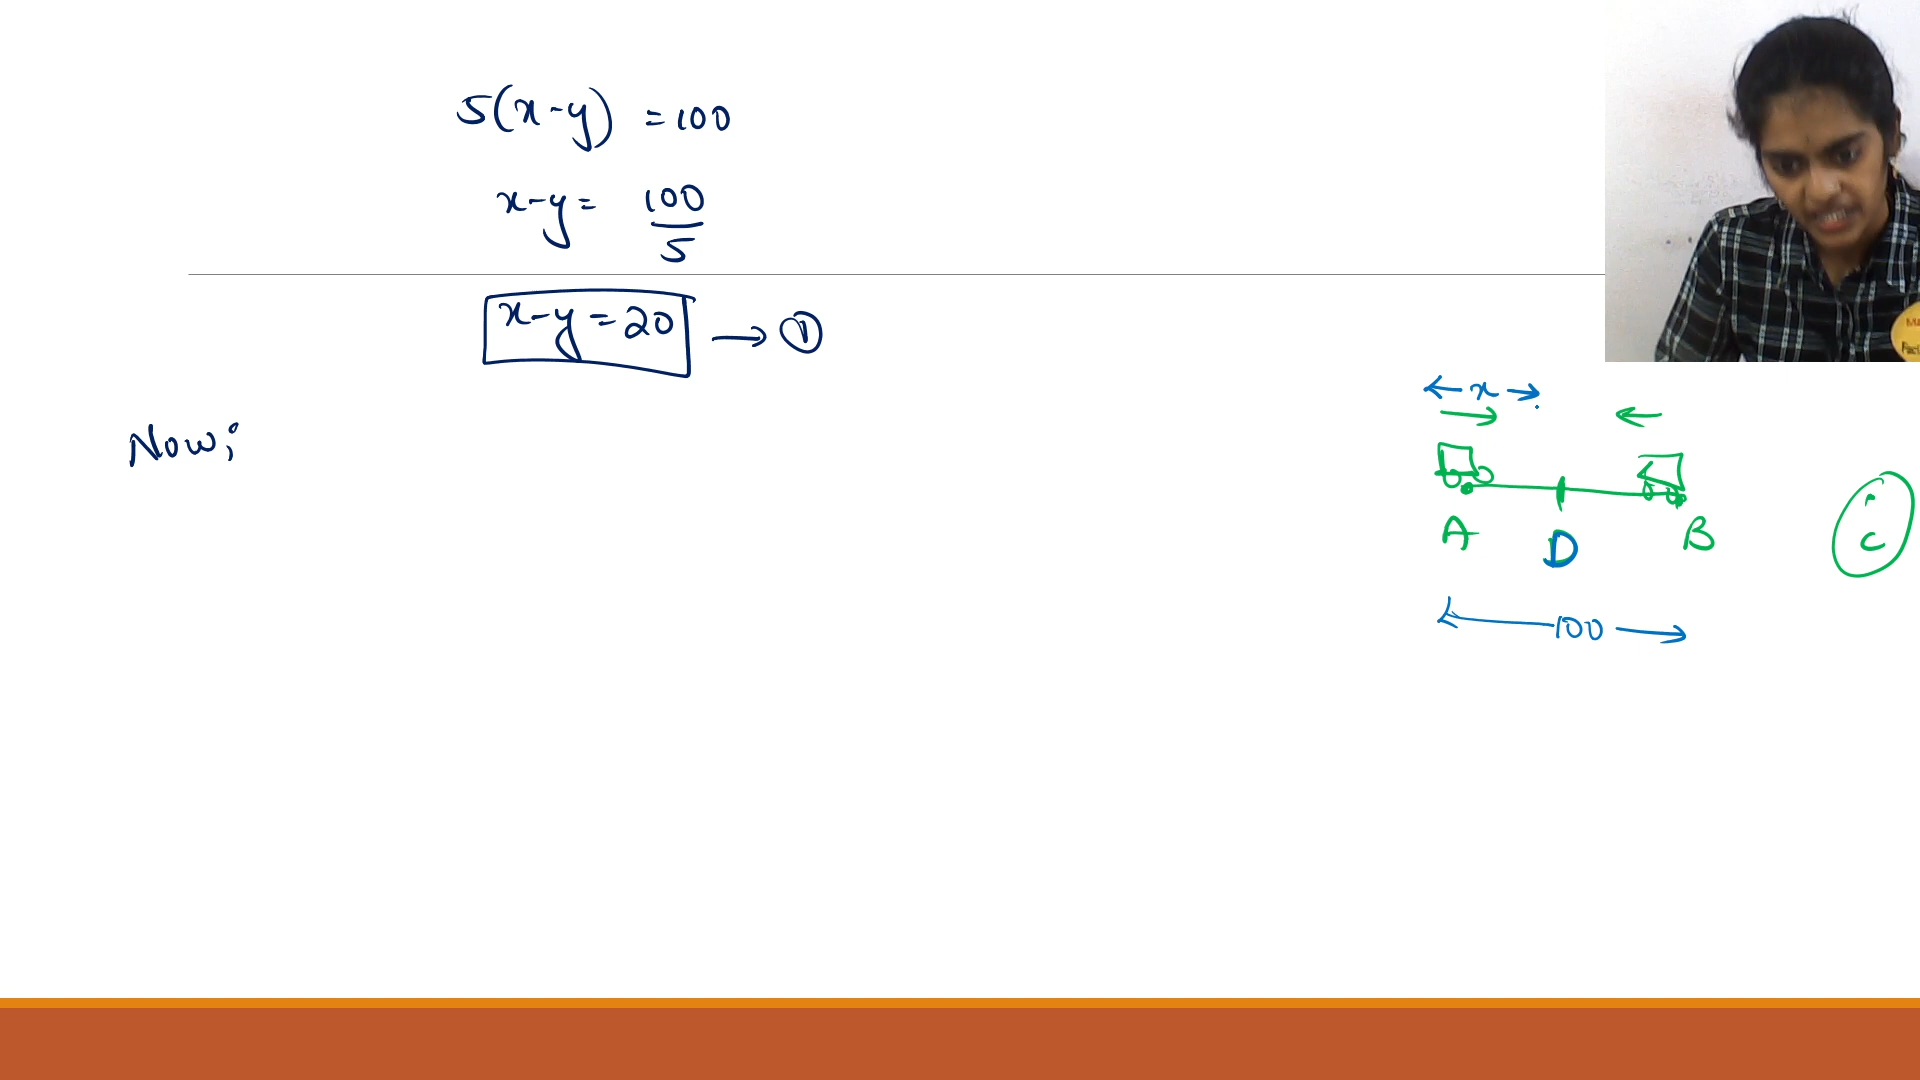 5(x-y) = 100
x-y = 100/5
x-y = 20 → ①
Now;
← x →
A D B C
← 100 →